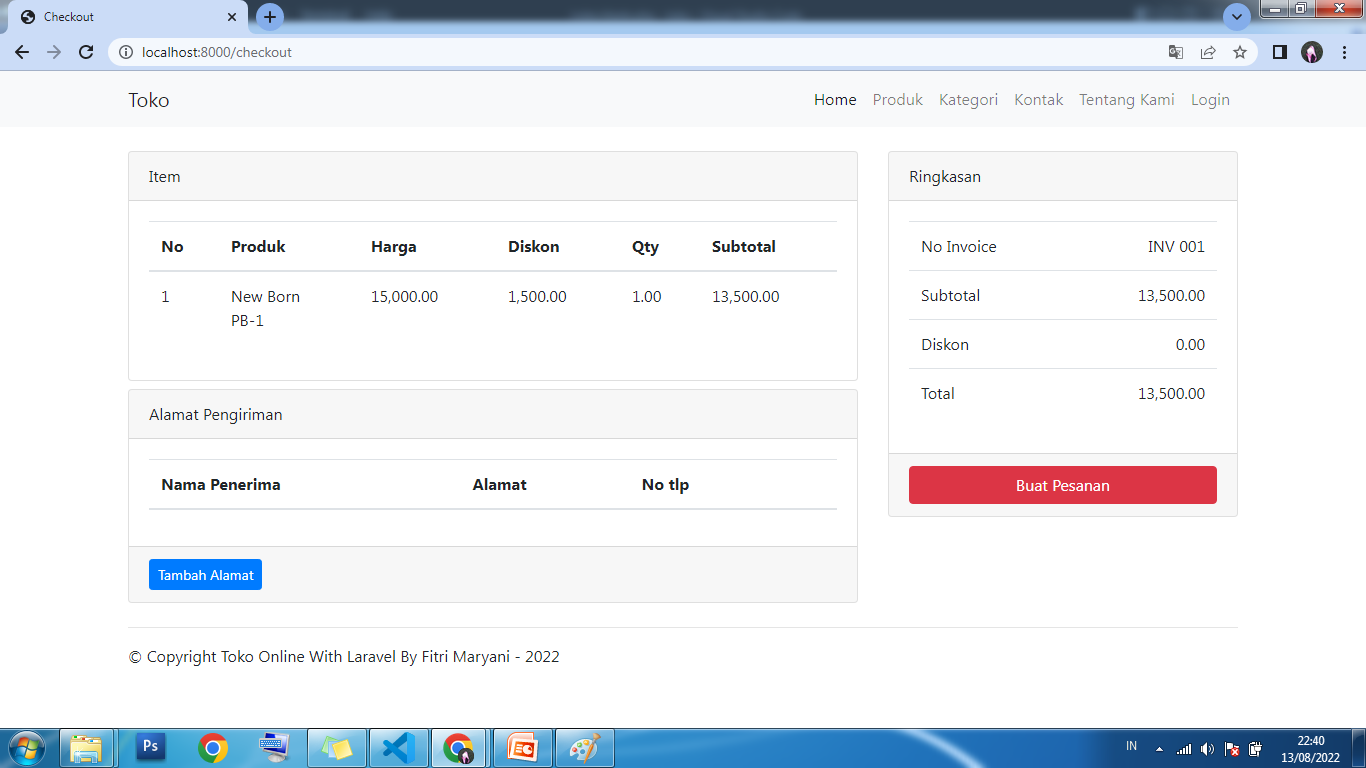 Checkout
localhost:8000/checkout
Toko
Home Produk Kategori Kontak Tentang Kami Login
Item
No Produk Harga Diskon Qty Subtotal
1 New Born 15,000.00 1,500.00 1.00 13,500.00
PB-1
Alamat Pengiriman
Nama Penerima Alamat No tlp
Tambah Alamat
Ringkasan
No Invoice INV 001
Subtotal 13,500.00
Diskon 0.00
Total 13,500.00
Buat Pesanan
© Copyright Toko Online With Laravel By Fitri Maryani - 2022
Ps
IN
22:40
13/08/2022